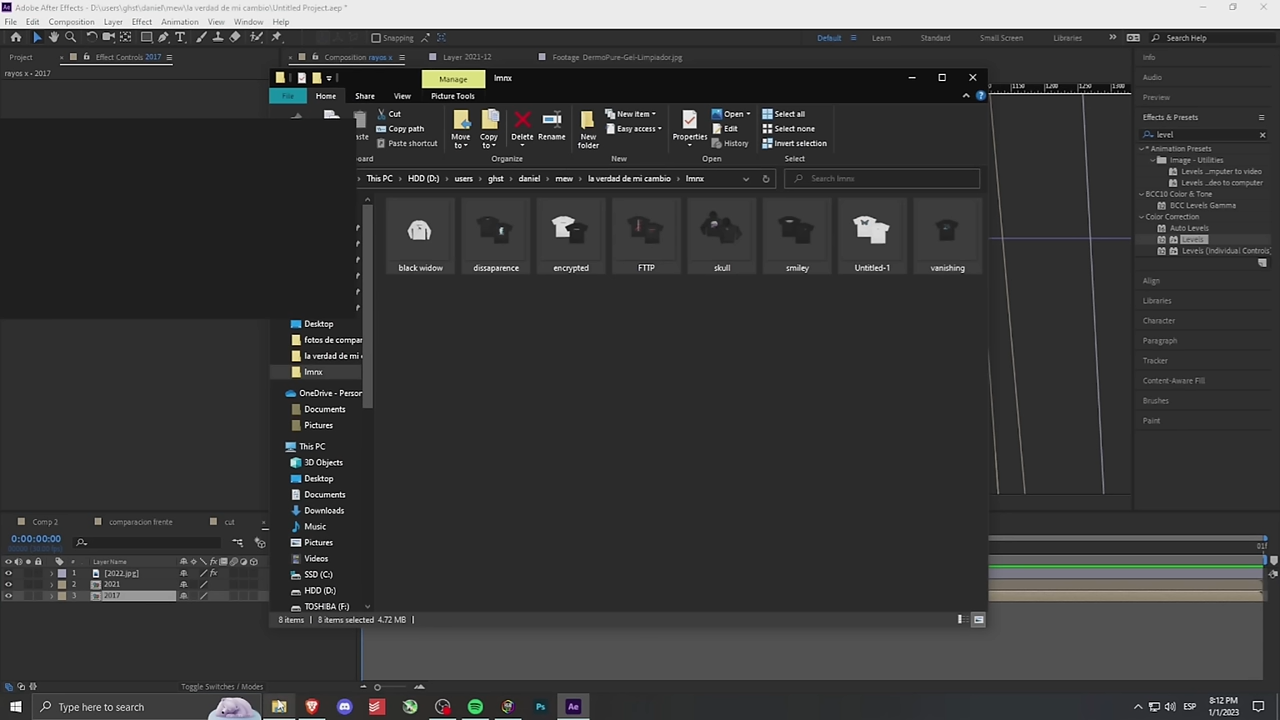 Adobe After Effects - D:\users\ghst\daniel\mew\la verdad de mi cambio\Untitled Project.aep *
File Edit Composition Layer Effect Animation View Window Help
Snapping
Default Learn Standard Small Screen Libraries Search Help
Project Effect Controls 2017
Composition rayos x Layer 2021-12 Footage DermoPure-Gel-Limpiador.jpg
rayos x • 2017
Manage lmnx
File Home Share View Picture Tools
Cut
Copy path
Paste shortcut
Move to
Copy to
Delete
Rename
New folder
New item
Easy access
Properties
Open
Edit
History
Select all
Select none
Invert selection
Organize New Open Select
This PC HDD (D:) users ghst daniel mew la verdad de mi cambio lmnx
Search lmnx
black widow dissaparence encrypted FTTP skull smiley Untitled-1 vanishing
Desktop
fotos de compar
la verdad de mi
lmnx
OneDrive - Person
Documents
Pictures
This PC
3D Objects
Desktop
Documents
Downloads
Music
Pictures
Videos
SSD (C:)
HDD (D:)
TOSHIBA (F:)
8 items 8 items selected 4.72 MB
1150 1200 1250 1300
Info
Audio
Preview
Effects & Presets
level
* Animation Presets
Image - Utilities
Levels ...mputer to video
Levels ...deo to computer
BCC10 Color & Tone
BCC Levels Gamma
Color Correction
Auto Levels
Levels
Levels (Individual Controls)
Align
Libraries
Character
Paragraph
Tracker
Content-Aware Fill
Brushes
Paint
Comp 2 comparacion frente cut
0:00:00:00
# Layer Name
1 [2022.jpg]
2 2021
3 2017
01f
Toggle Switches / Modes
Type here to search
ESP
8:12 PM
1/1/2023